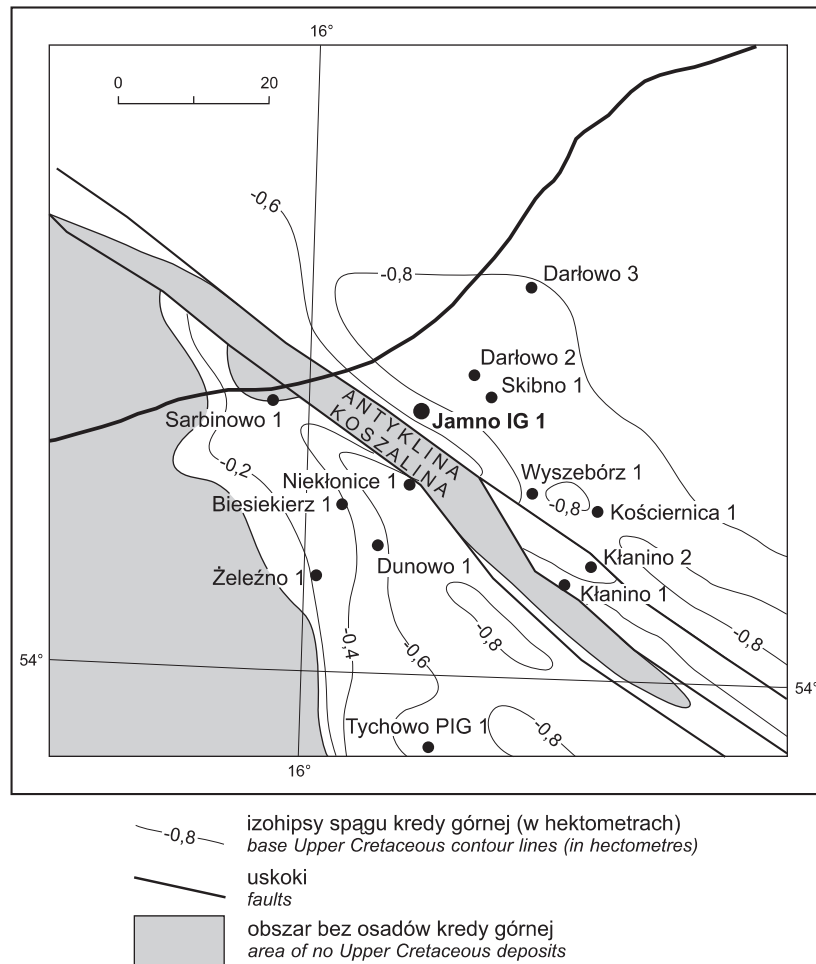 16°
0 20
-0,6
-0,8
Darłowo 3
Darłowo 2
Skibno 1
ANTYKLINA
KOSZALINA
Jamno IG 1
Sarbinowo 1
-0,2
Niekłonice 1
Wyszebórz 1
-0,8
Biesiekierz 1
Kościernica 1
Dunowo 1
Kłanino 2
Żeleźno 1
Kłanino 1
-0,8
-0,4
-0,6
-0,8
54°
54°
Tychowo PIG 1
-0,8
16°
-0,8
izohipsy spągu kredy górnej (w hektometrach)
base Upper Cretaceous contour lines (in hectometres)
uskoki
faults
obszar bez osadów kredy górnej
area of no Upper Cretaceous deposits